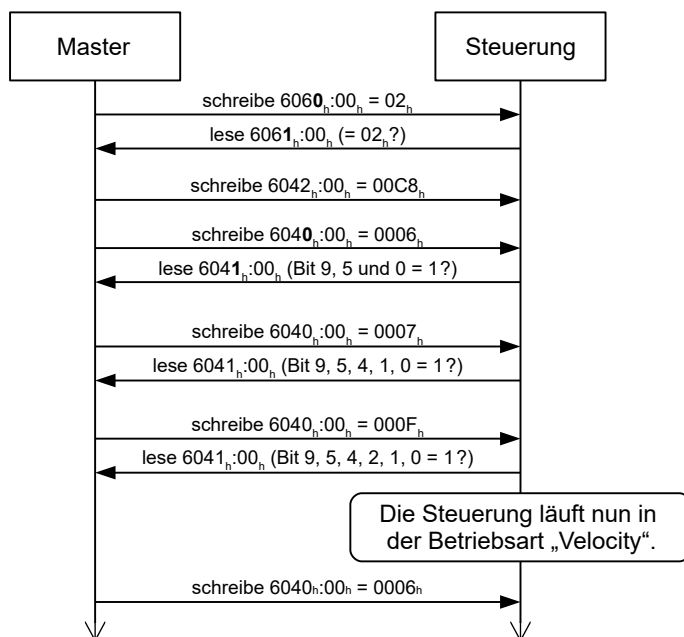 Master
Steuerung
schreibe 6060h:00h = 02h
lese 6061h:00h (= 02h?)
schreibe 6042h:00h = 00C8h
schreibe 6040h:00h = 0006h
lese 6041h:00h (Bit 9, 5 und 0 = 1?)
schreibe 6040h:00h = 0007h
lese 6041h:00h (Bit 9, 5, 4, 1, 0 = 1?)
schreibe 6040h:00h = 000Fh
lese 6041h:00h (Bit 9, 5, 4, 2, 1, 0 = 1?)
Die Steuerung läuft nun in
der Betriebsart „Velocity“.
schreibe 6040h:00h = 0006h